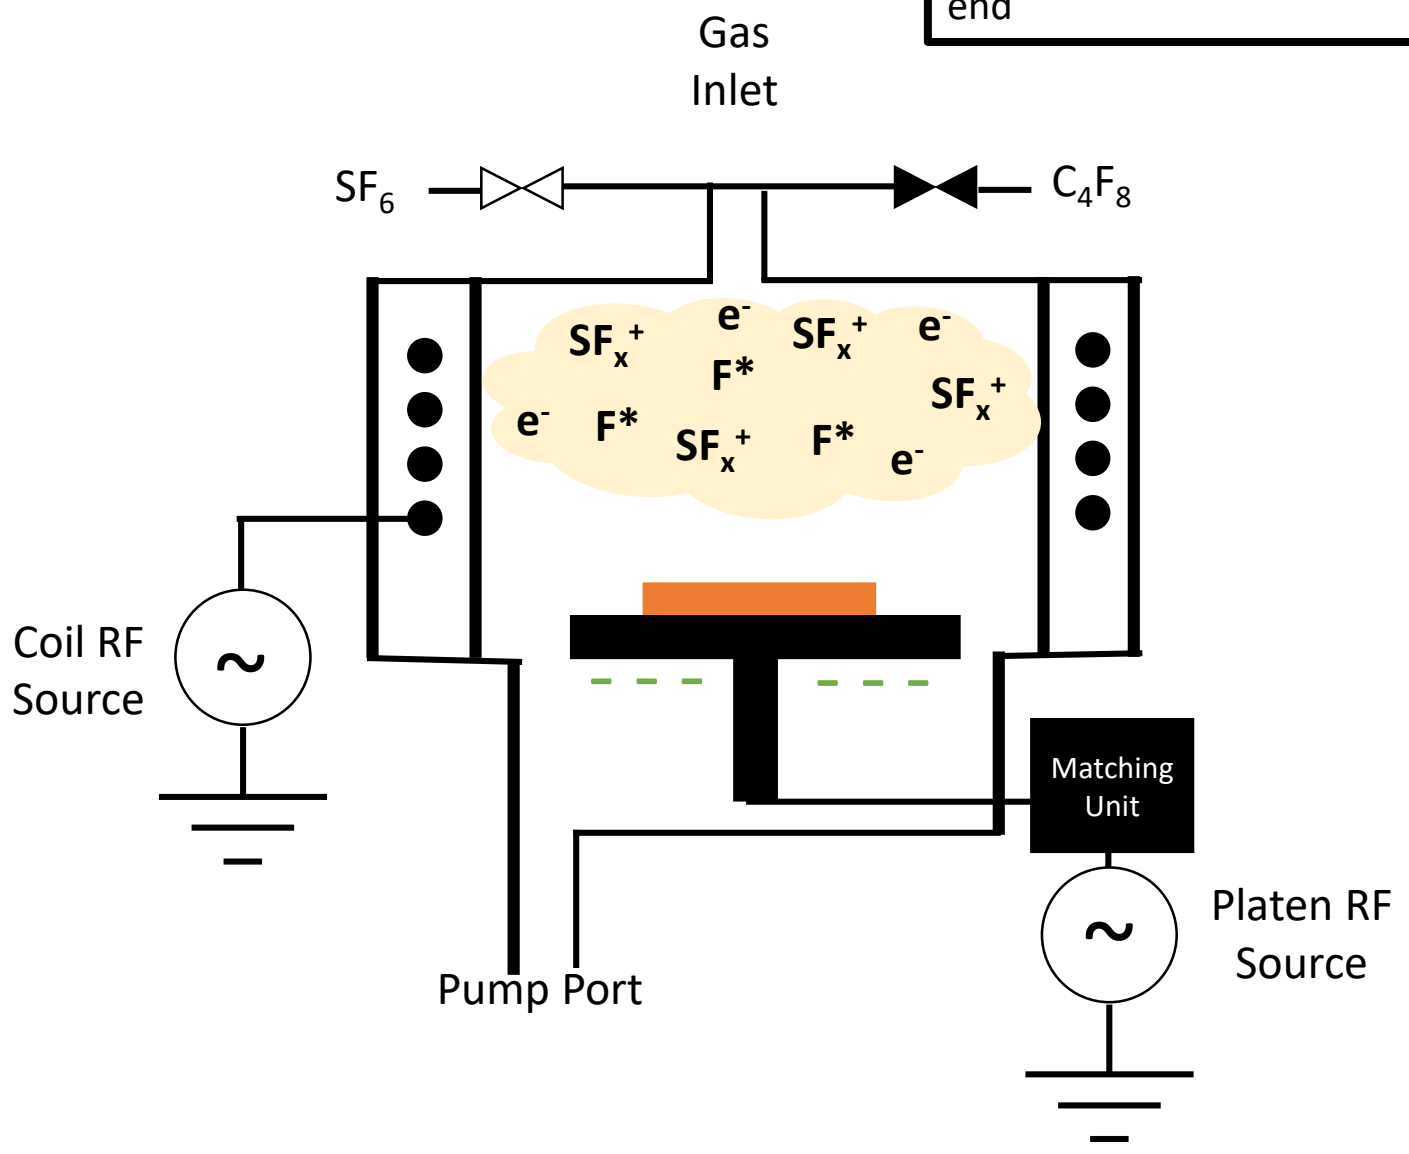 end
Gas
Inlet
SF₆
C₄F₈
SFₓ⁺
e⁻
SFₓ⁺
e⁻
F*
SFₓ⁺
e⁻
F*
SFₓ⁺
F*
e⁻
Coil RF
Source
~
Matching
Unit
Platen RF
Source
~
Pump Port